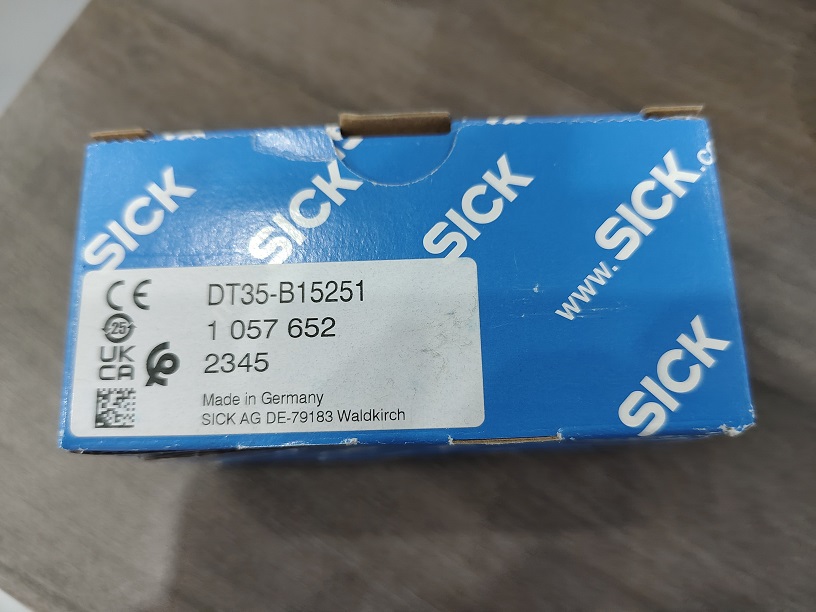 SICK
SICK
SICK
www.SICK.c
SICK
CE
25
UK
CA
DT35-B15251
1 057 652
2345
Made in Germany
SICK AG DE-79183 Waldkirch